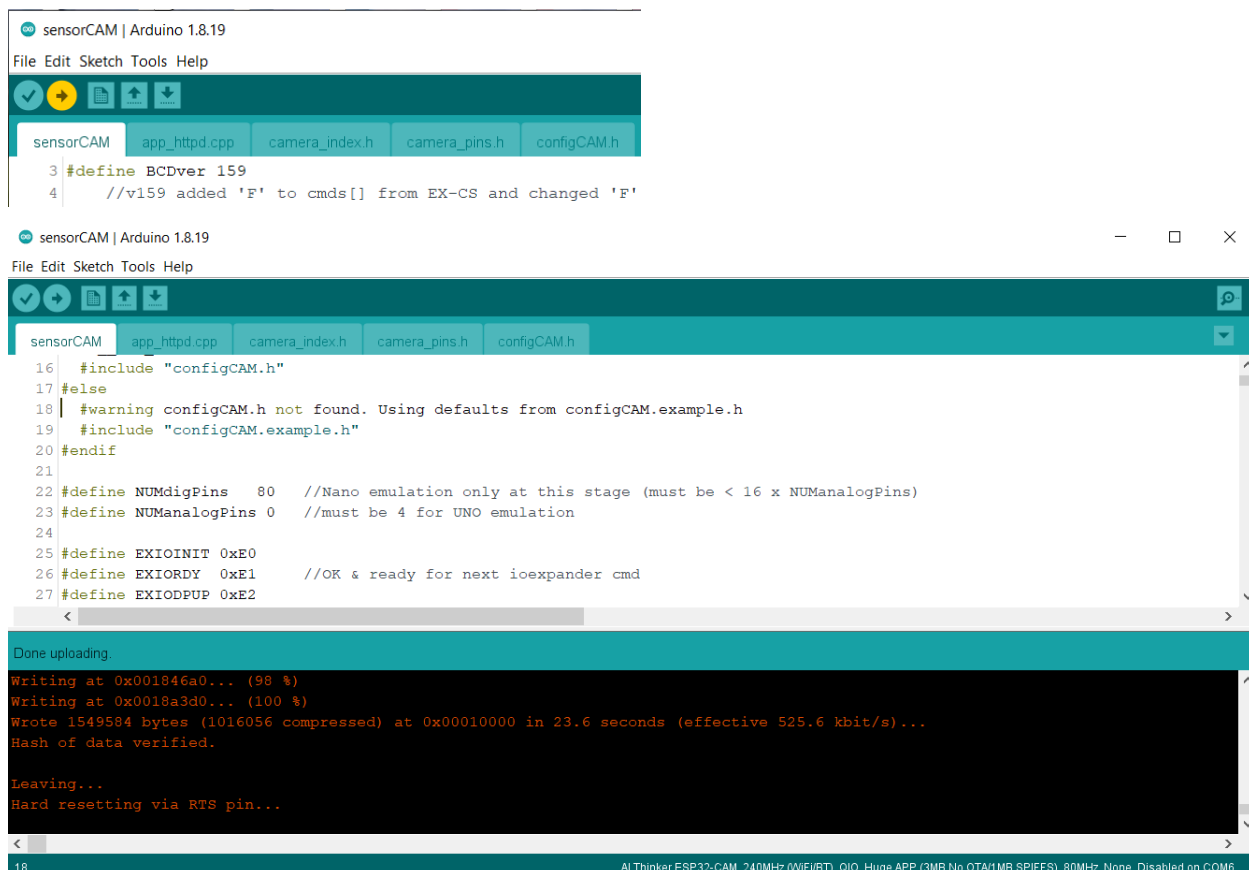 sensorCAM | Arduino 1.8.19
File Edit Sketch Tools Help
sensorCAM app_httpd.cpp camera_index.h camera_pins.h configCAM.h
3 #define BCDver 159
4 //v159 added 'F' to cmds[] from EX-CS and changed 'F'
sensorCAM | Arduino 1.8.19
File Edit Sketch Tools Help
sensorCAM app_httpd.cpp camera_index.h camera_pins.h configCAM.h
16 #include "configCAM.h"
17 #else
18 #warning configCAM.h not found. Using defaults from configCAM.example.h
19 #include "configCAM.example.h"
20 #endif
21
22 #define NUMdigPins 80 //Nano emulation only at this stage (must be < 16 x NUManalogPins)
23 #define NUManalogPins 0 //must be 4 for UNO emulation
24
25 #define EXIOINIT 0xE0
26 #define EXIORDY 0xE1 //OK & ready for next ioexpander cmd
27 #define EXIODPUP 0xE2
Done uploading.
Writing at 0x001846a0... (98 %)
Writing at 0x0018a3d0... (100 %)
Wrote 1549584 bytes (1016056 compressed) at 0x00010000 in 23.6 seconds (effective 525.6 kbit/s)...
Hash of data verified.
Leaving...
Hard resetting via RTS pin...
18 AI Thinker ESP32-CAM, 240MHz (WiFi/BT), QIO, Huge APP (3MB No OTA/1MB SPIFFS), 80MHz, None, Disabled on COM6